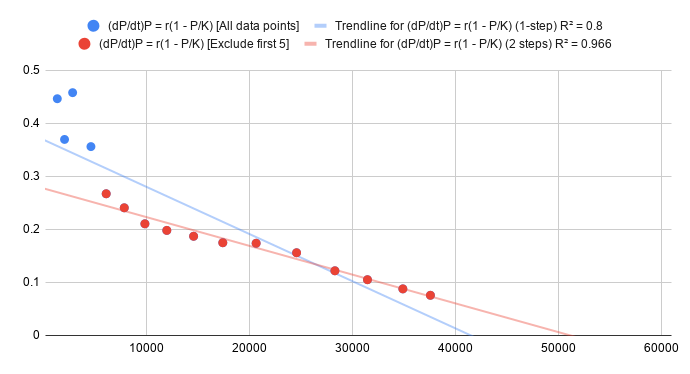 (dP/dt)P = r(1 - P/K) [All data points] Trendline for (dP/dt)P = r(1 - P/K) (1-step) R² = 0.8
(dP/dt)P = r(1 - P/K) [Exclude first 5] Trendline for (dP/dt)P = r(1 - P/K) (2 steps) R² = 0.966
0.5
0.4
0.3
0.2
0.1
0
10000 20000 30000 40000 50000 60000